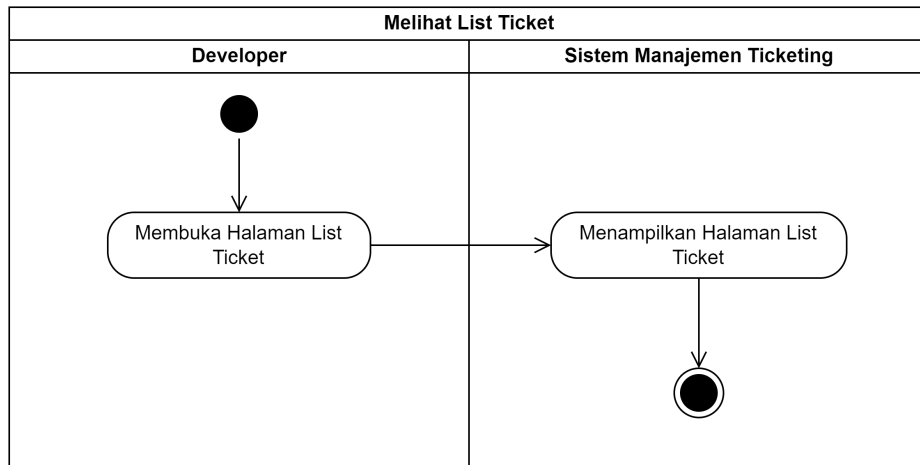 Melihat List Ticket
Developer
Sistem Manajemen Ticketing
Membuka Halaman List
Ticket
Menampilkan Halaman List
Ticket